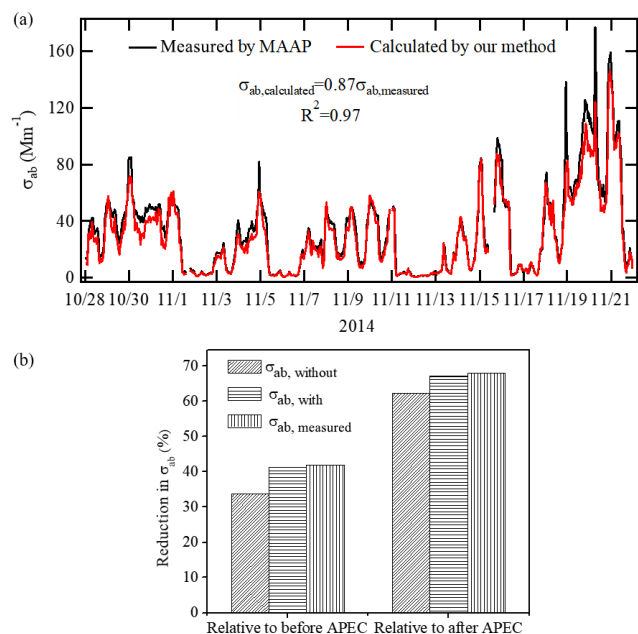 (a)
160
120
80
40
0
σab (Mm-1)
Measured by MAAP
Calculated by our method
σab,calculated=0.87σab,measured
R2=0.97
10/28 10/30 11/1 11/3 11/5 11/7 11/9 11/11 11/13 11/15 11/17 11/19 11/21
2014
(b)
70
60
50
40
30
20
10
0
Reduction in σab (%)
σab, without
σab, with
σab, measured
Relative to before APEC Relative to after APEC